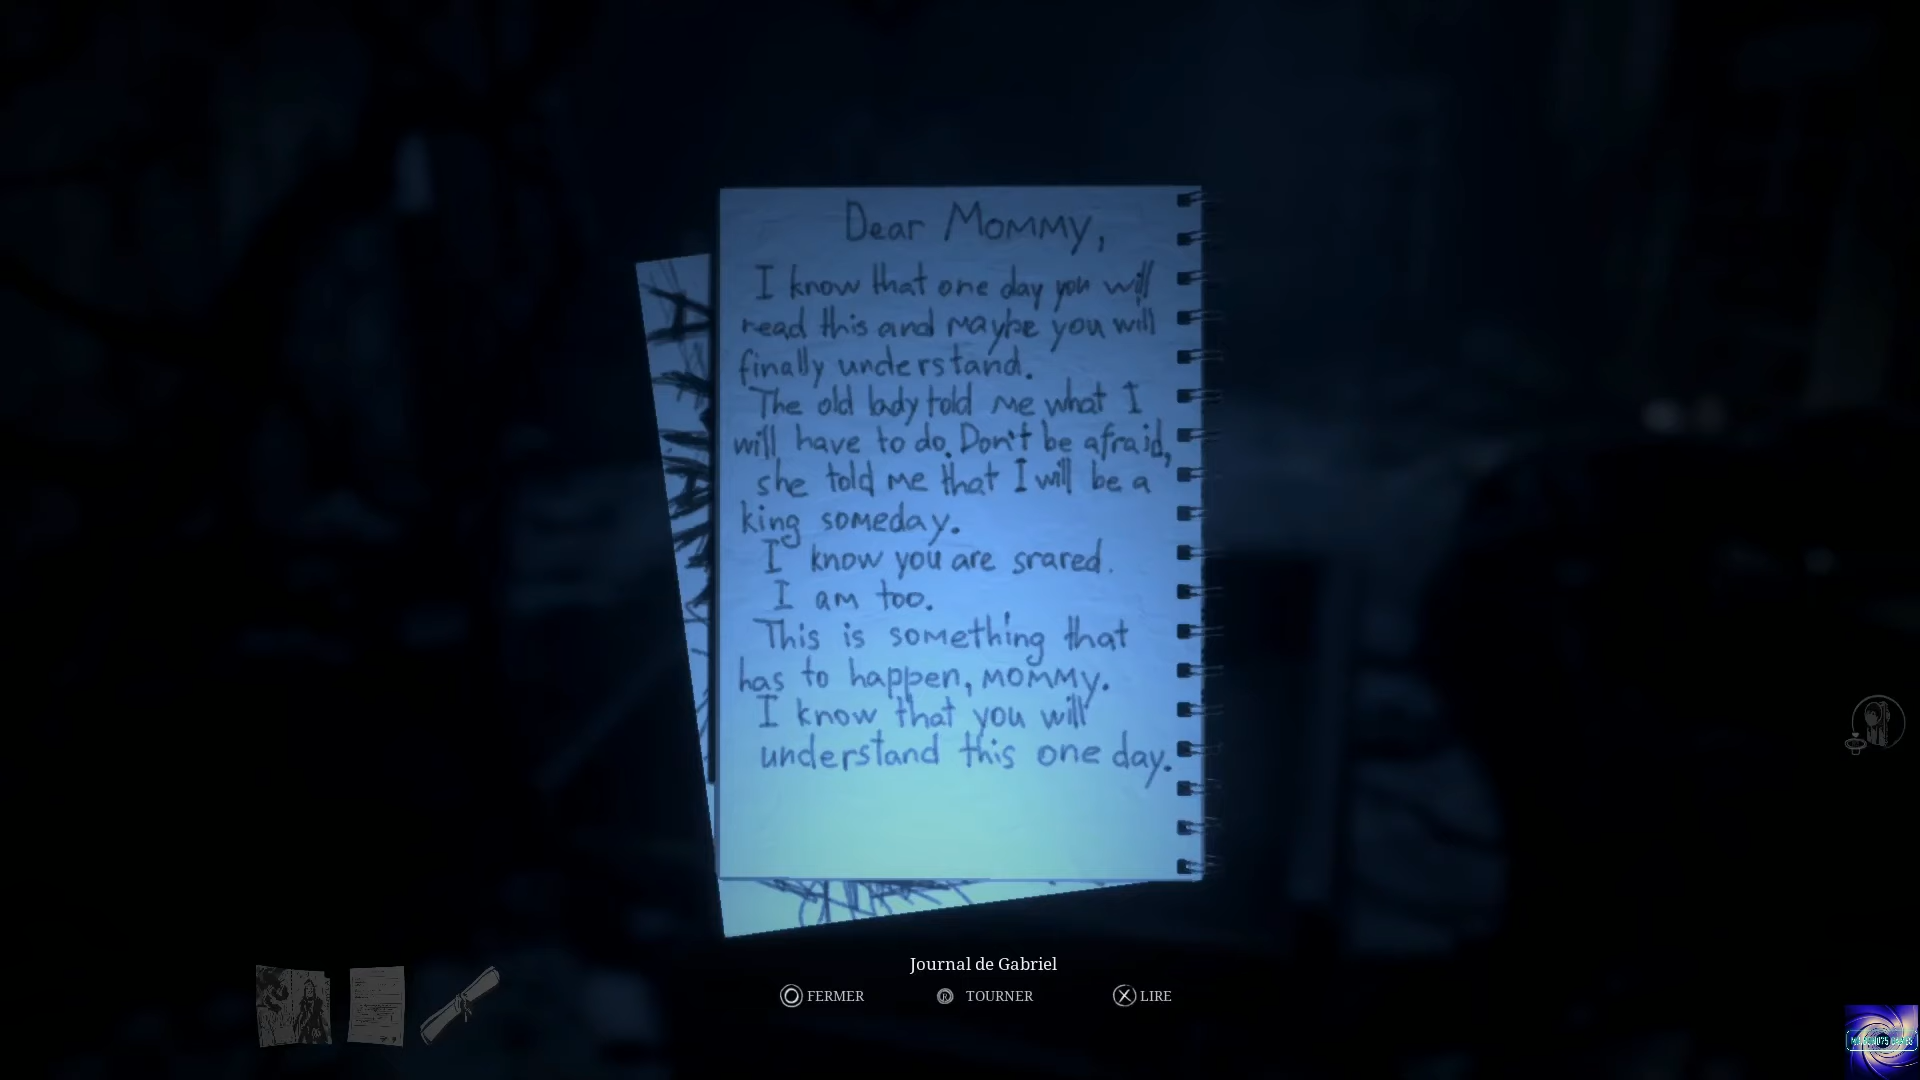 Dear Mommy,
I know that one day you will
read this and maybe you will
finally understand.
The old lady told me what I
will have to do. Don't be afraid,
she told me that I will be a
king someday.
I know you are srared.
I am too.
This is something that
has to happen, mommy.
I know that you will
understand this one day.
Journal de Gabriel
FERMER
R TOURNER
LIRE